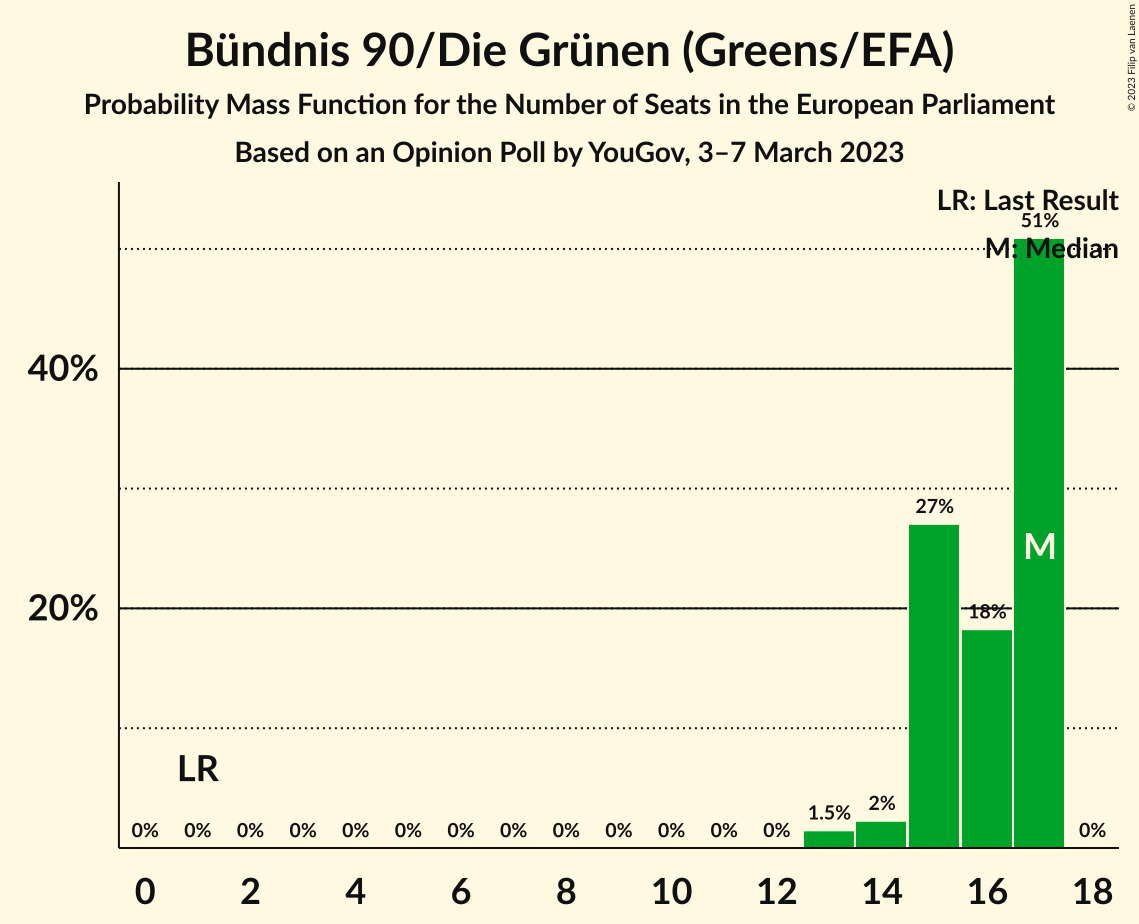 Bündnis 90/Die Grünen (Greens/EFA)
Probability Mass Function for the Number of Seats in the European Parliament
Based on an Opinion Poll by YouGov, 3–7 March 2023
© 2023 Filip van Laenen
LR: Last Result
51%
M: Median
40%
27%
M
20%
18%
LR
0% 0% 0% 0% 0% 0% 0% 0% 0% 0% 0% 0% 0% 1.5% 2% 0%
0 2 4 6 8 10 12 14 16 18